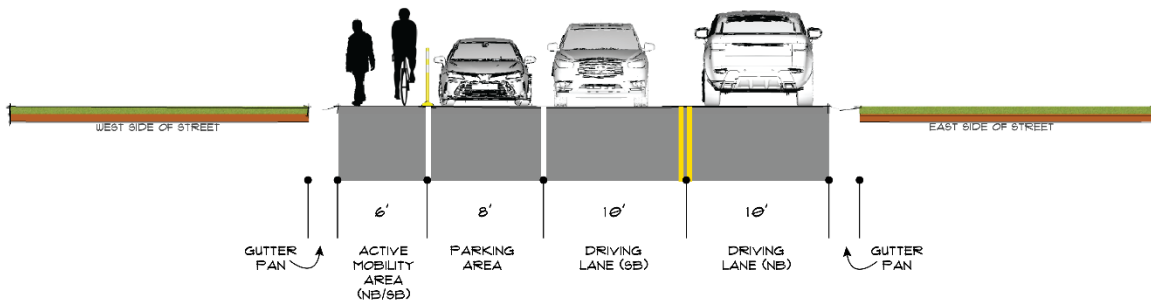 WEST SIDE OF STREET
EAST SIDE OF STREET
6'
8'
10'
10'
GUTTER
PAN
ACTIVE
MOBILITY
AREA
(NB/SB)
PARKING
AREA
DRIVING
LANE (SB)
DRIVING
LANE (NB)
GUTTER
PAN